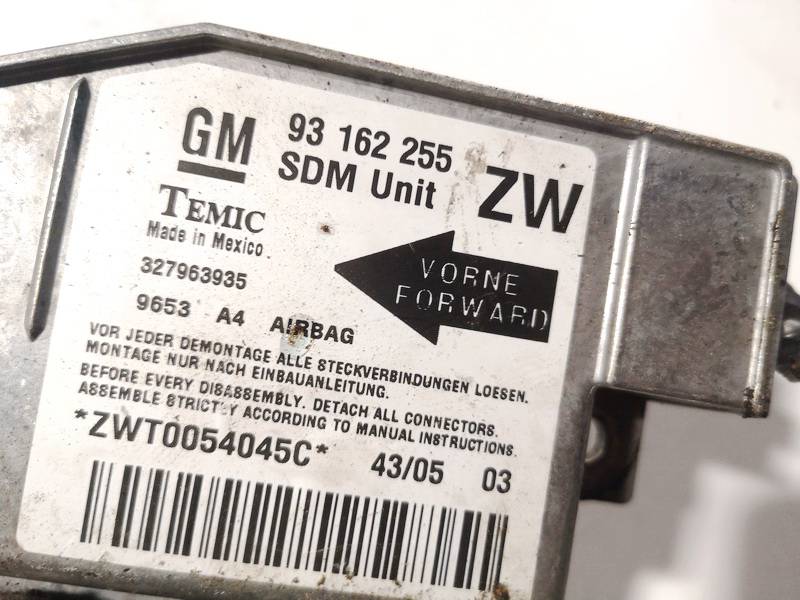 GM 93 162 255 ZW
SDM Unit
TEMIC
Made in Mexico
VORNE
FORWARD
327963935
9653 A4 AIRBAG
VOR JEDER DEMONTAGE ALLE STECKVERBINDUNGEN LOESEN.
MONTAGE NUR NACH EINBAUANLEITUNG.
BEFORE EVERY DISASSEMBLY. DETACH ALL CONNECTORS.
ASSEMBLE STRICTLY ACCORDING TO MANUAL INSTRUCTIONS.
*ZWT0054045C* 43/05 03